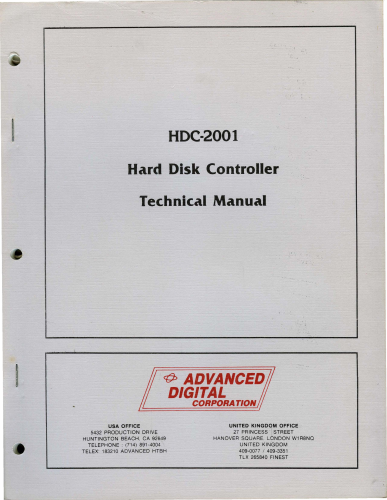 HDC-2001
Hard Disk Controller
Technical Manual
ADVANCED
DIGITAL
CORPORATION
USA OFFICE
5432 PRODUCTION DRIVE
HUNTINGTON BEACH, CA 92649
TELEPHONE : (714) 891-4004
TELEX 183210 ADVANCED HTBH
UNITED KINGDOM OFFICE
27 PRINCESS STREET
HANOVER SQUARE, LONDON W1R8NQ
UNITED KINGDOM
409-0077 / 409-3351
TLX 265840 FINEST